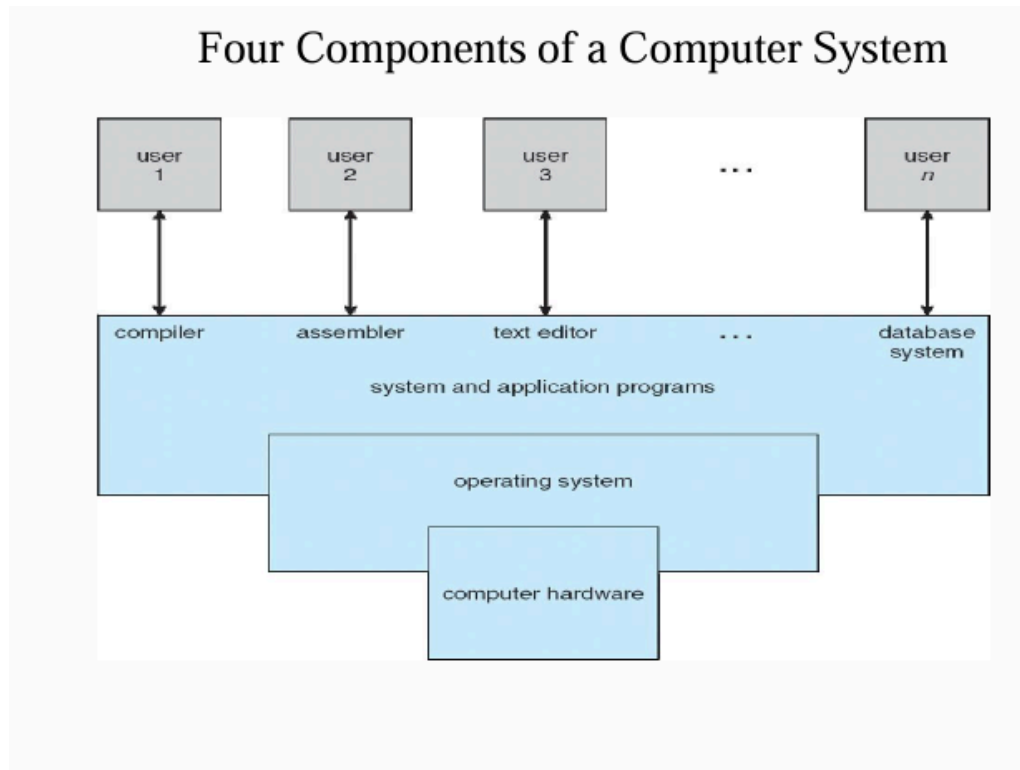 Four Components of a Computer System
user
1
user
2
user
3
...
user
n
compiler
assembler
text editor
...
database
system
system and application programs
operating system
computer hardware